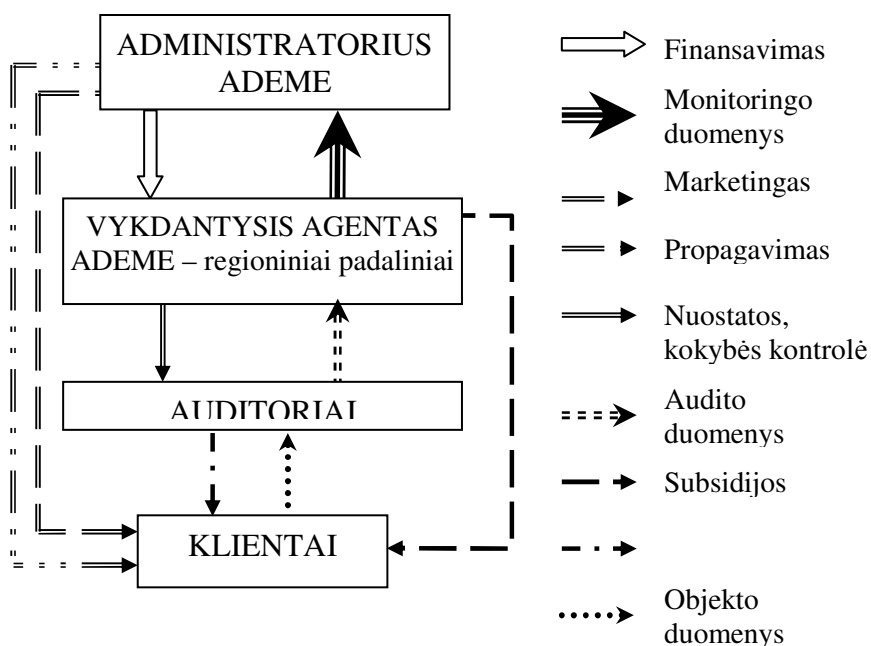 ADMINISTRATORIUS
ADEME
VYKDANTYSIS AGENTAS
ADEME – regioniniai padaliniai
AUDITORIAI
KLIENTAI
Finansavimas
Monitoringo
duomenys
Marketingas
Propagavimas
Nuostatos,
kokybės kontrolė
Audito
duomenys
Subsidijos
Objekto
duomenys